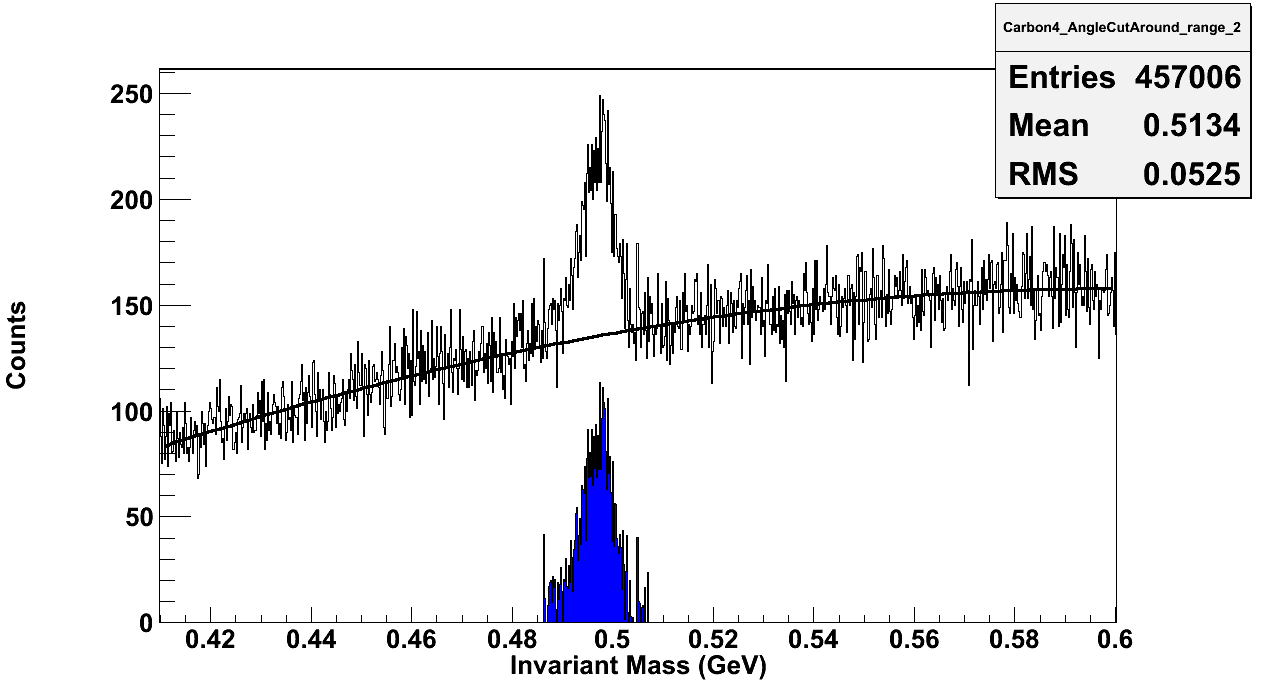 Carbon4_AngleCutAround_range_2
Entries 457006
Mean 0.5134
RMS 0.0525
250
200
150
100
50
0
Counts
0.42 0.44 0.46 0.48 0.5 0.52 0.54 0.56 0.58 0.6
Invariant Mass (GeV)